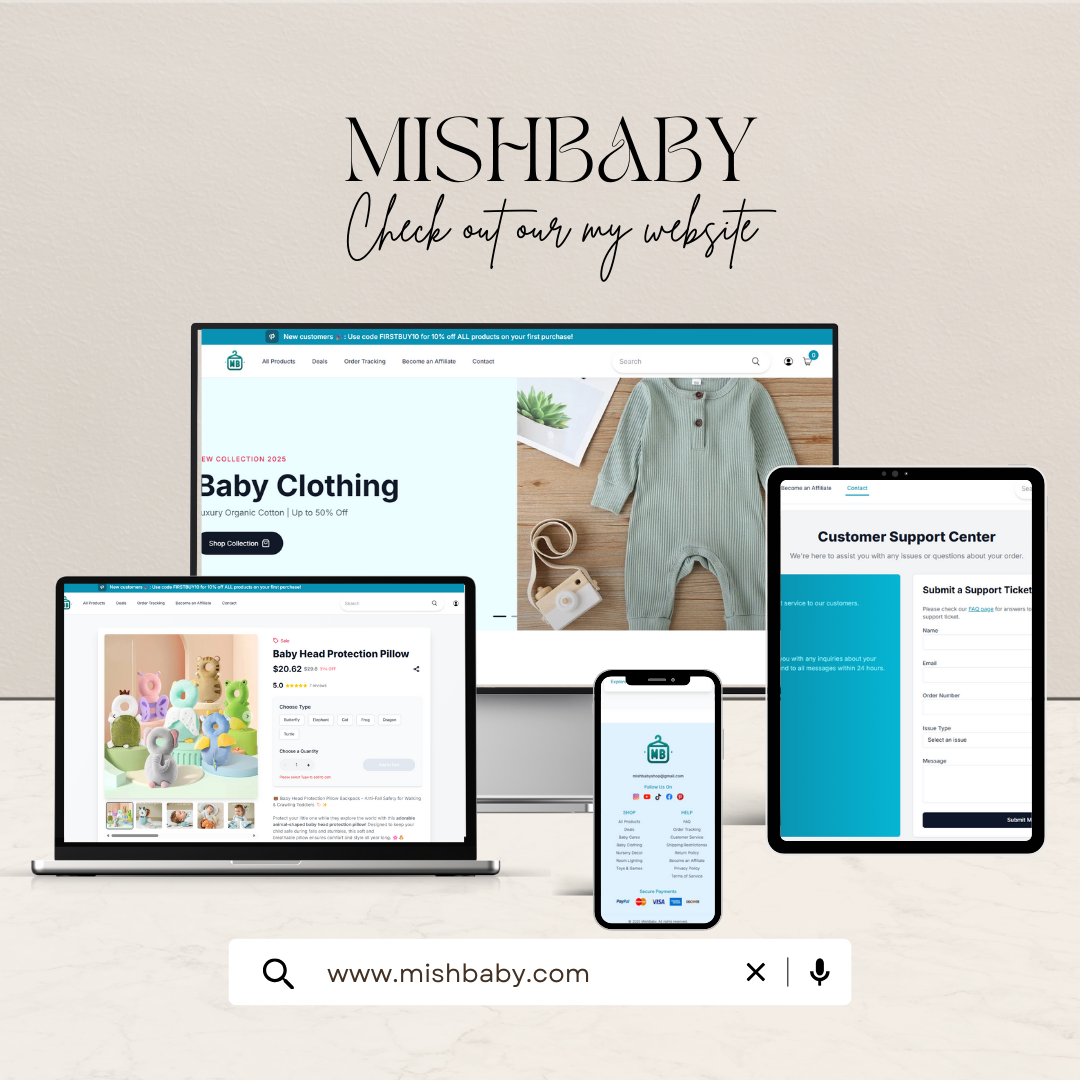 MISHBABY
Check out our my website
New customers : Use code FIRSTBUY10 for 10% off ALL products on your first purchase!
MB
All Products Deals Order Tracking Become an Affiliate Contact
Search
0
EW COLLECTION 2025
Baby Clothing
uxury Organic Cotton | Up to 50% Off
Shop Collection
New customers : Use code FIRSTBUY10 for 10% off ALL products on your first purchase!
MB
All Products Deals Order Tracking Become an Affiliate Contact
Search
Sale
Baby Head Protection Pillow
$20.62 $29.8
5.0 7 reviews
Choose Type
Butterfly Elephant Cat Frog Dragon
Turtle
Choose a Quantity
- 1 +
Baby Head Protection Pillow Backpack – Anti-Fall Safety for Walking
& Crawling Toddlers
Protect your little one while they explore the world with this adorable
animal-shaped baby head protection pillow! Designed to keep your
child safe during falls and stumbles, this soft and
breathable pillow ensures comfort and style all year long.
Become an Affiliate Contact
Sea
Customer Support Center
We're here to assist you with any issues or questions about your order.
t service to our customers.
you with any inquiries about your
nd to all messages within 24 hours.
Submit a Support Ticket
Please check our FAQ page for answers
support ticket.
Name
Email
Order Number
Issue Type
Select an issue
Message
Submit M
Explore
MB
mishbabyshop@gmail.com
Follow Us On
SHOP
All Products
Deals
Baby Cares
Baby Clothing
Nursery Decor
Room Lighting
Toys & Games
HELP
FAQ
Order Tracking
Customer Service
Shipping Restrictions
Return Policy
Become an Affiliate
Privacy Policy
Terms of Service
Secure Payments
PayPal VISA DISCOVER
© 2025 MishBaby. All rights reserved.
www.mishbaby.com